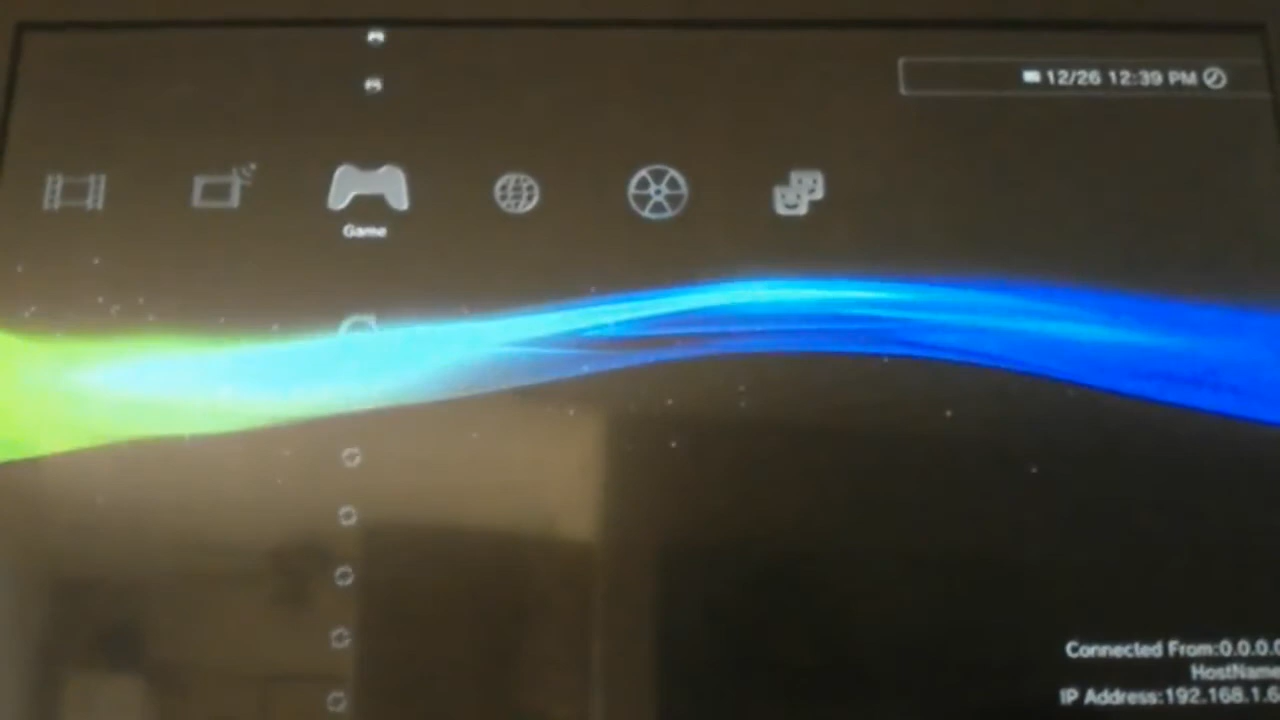 12/26 12:39 PM
Game
Connected From:0.0.0.0
HostName
IP Address:192.168.1.6